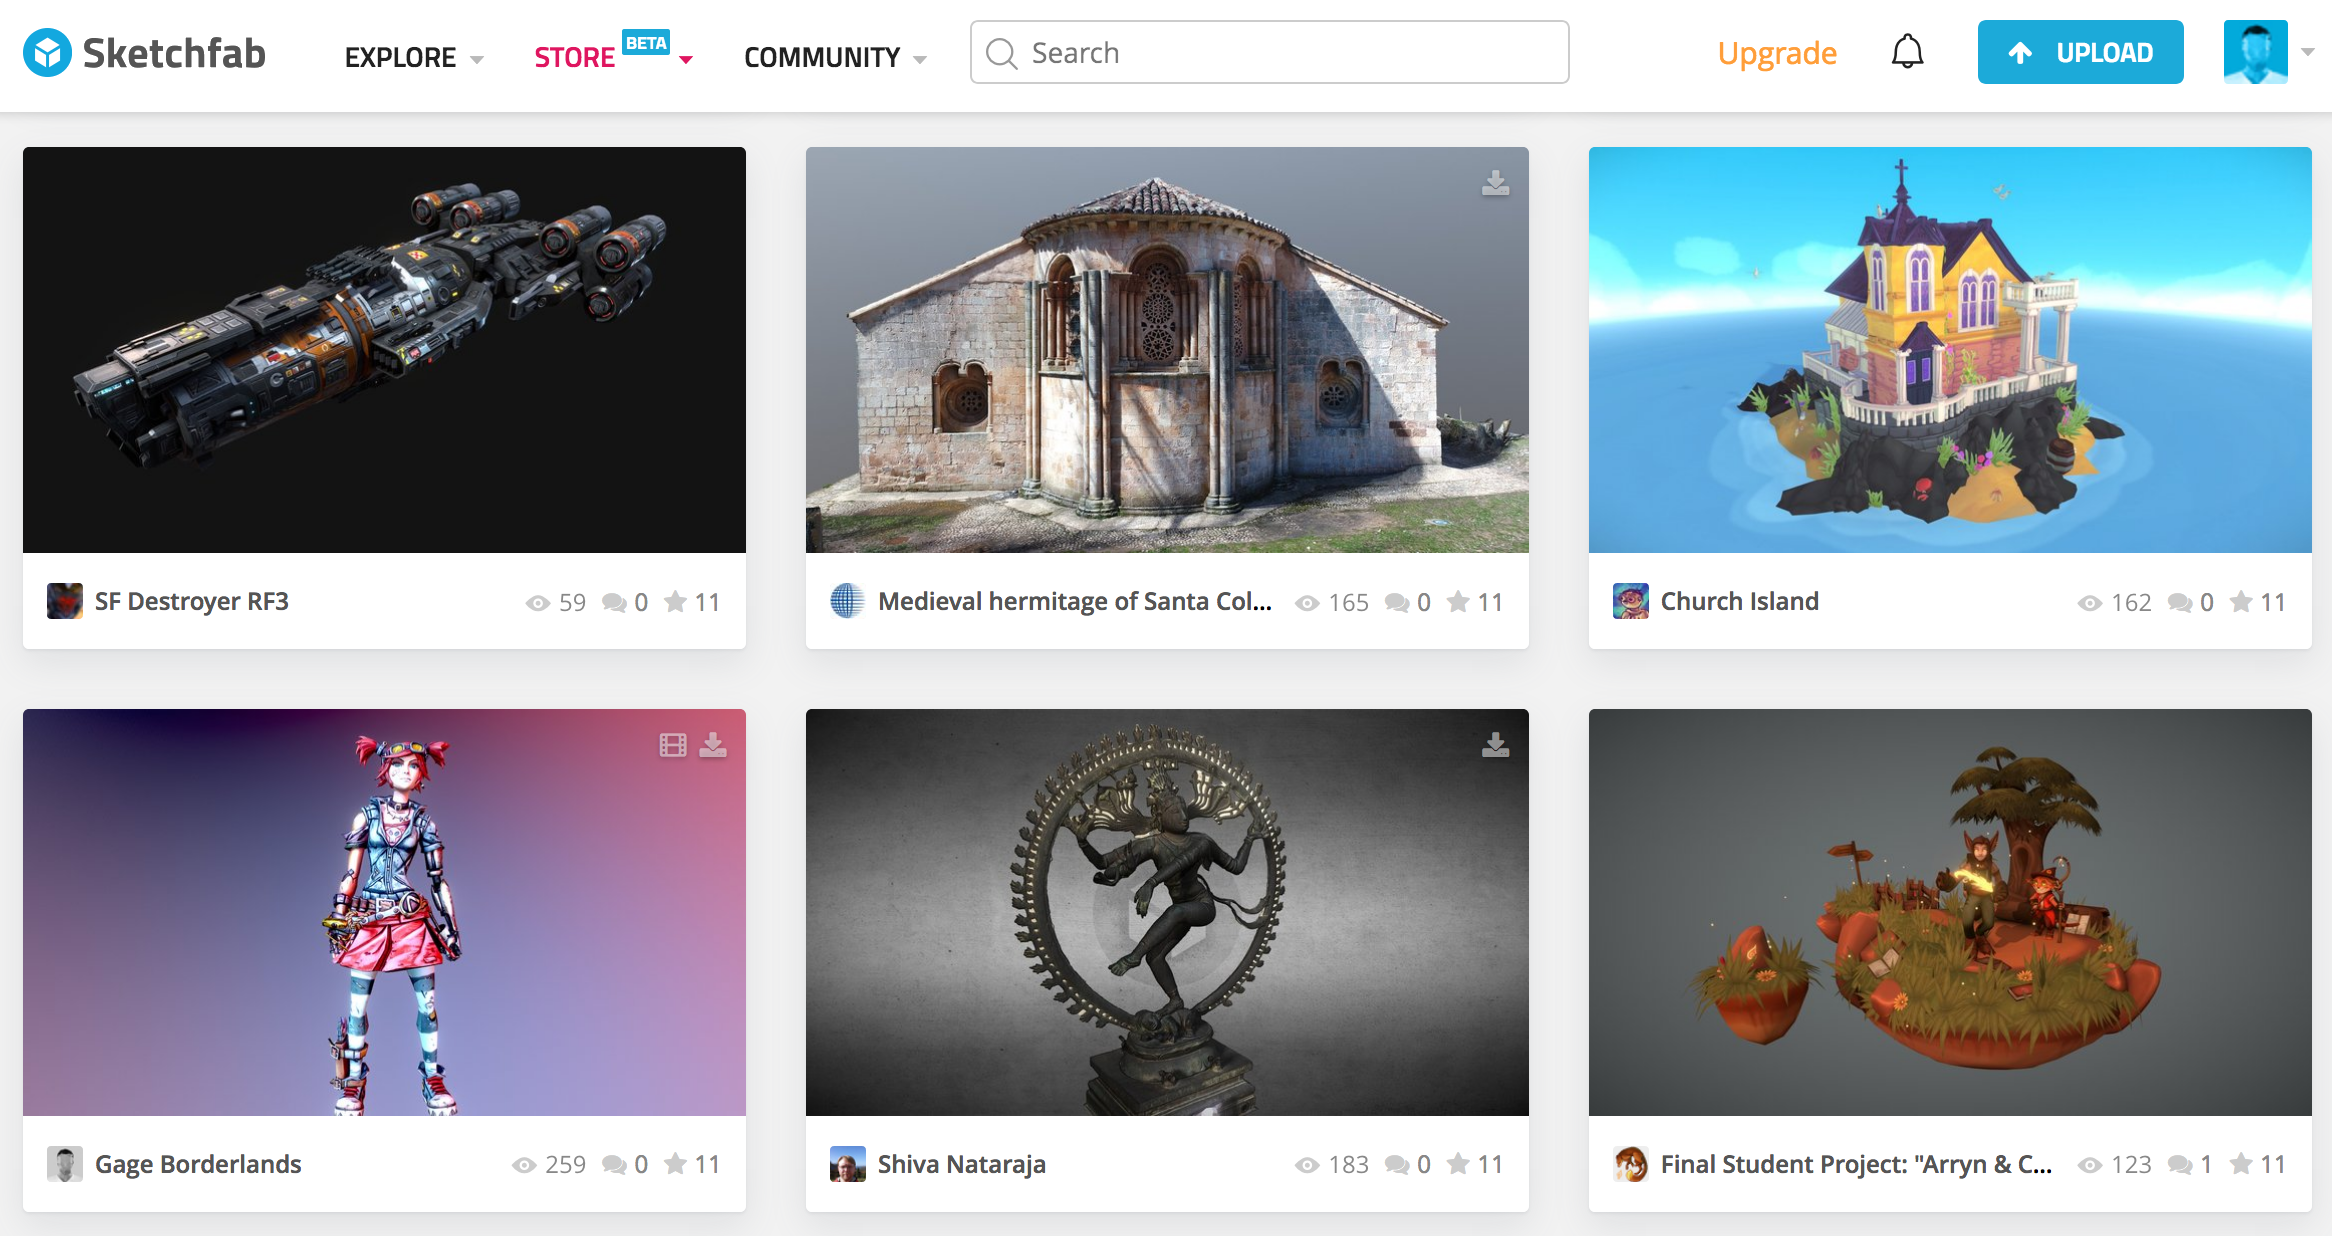 Sketchfab
EXPLORE
STORE BETA
COMMUNITY
Search
Upgrade
UPLOAD
SF Destroyer RF3 59 0 11
Medieval hermitage of Santa Col... 165 0 11
Church Island 162 0 11
Gage Borderlands 259 0 11
Shiva Nataraja 183 0 11
Final Student Project: "Arryn & C... 123 1 11